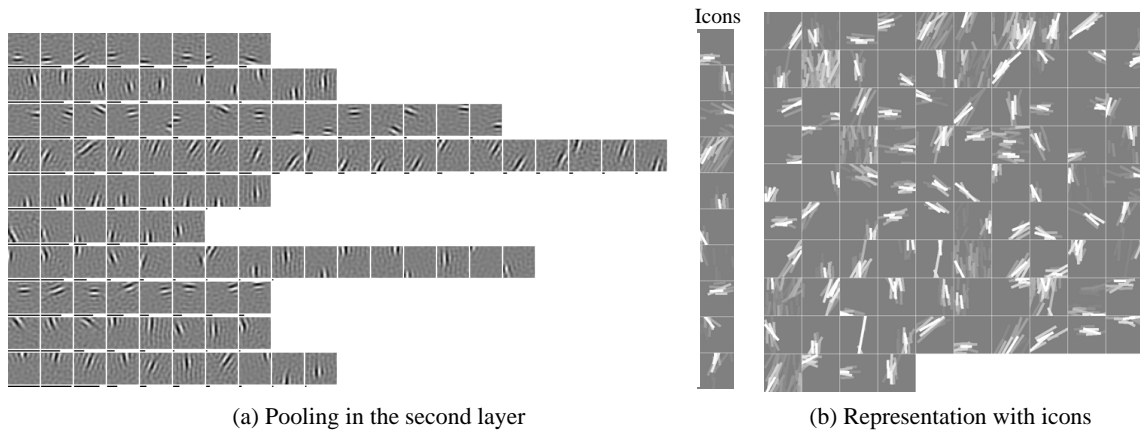 Icons
(a) Pooling in the second layer
(b) Representation with icons